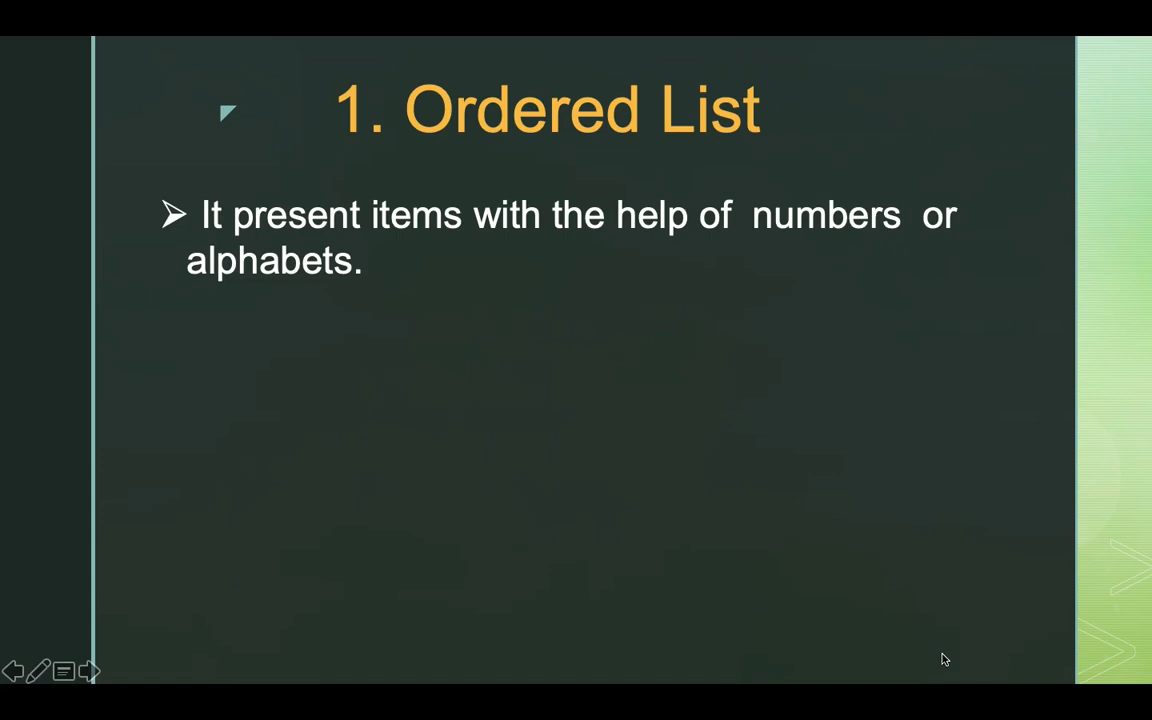 1. Ordered List
It present items with the help of numbers or
alphabets.